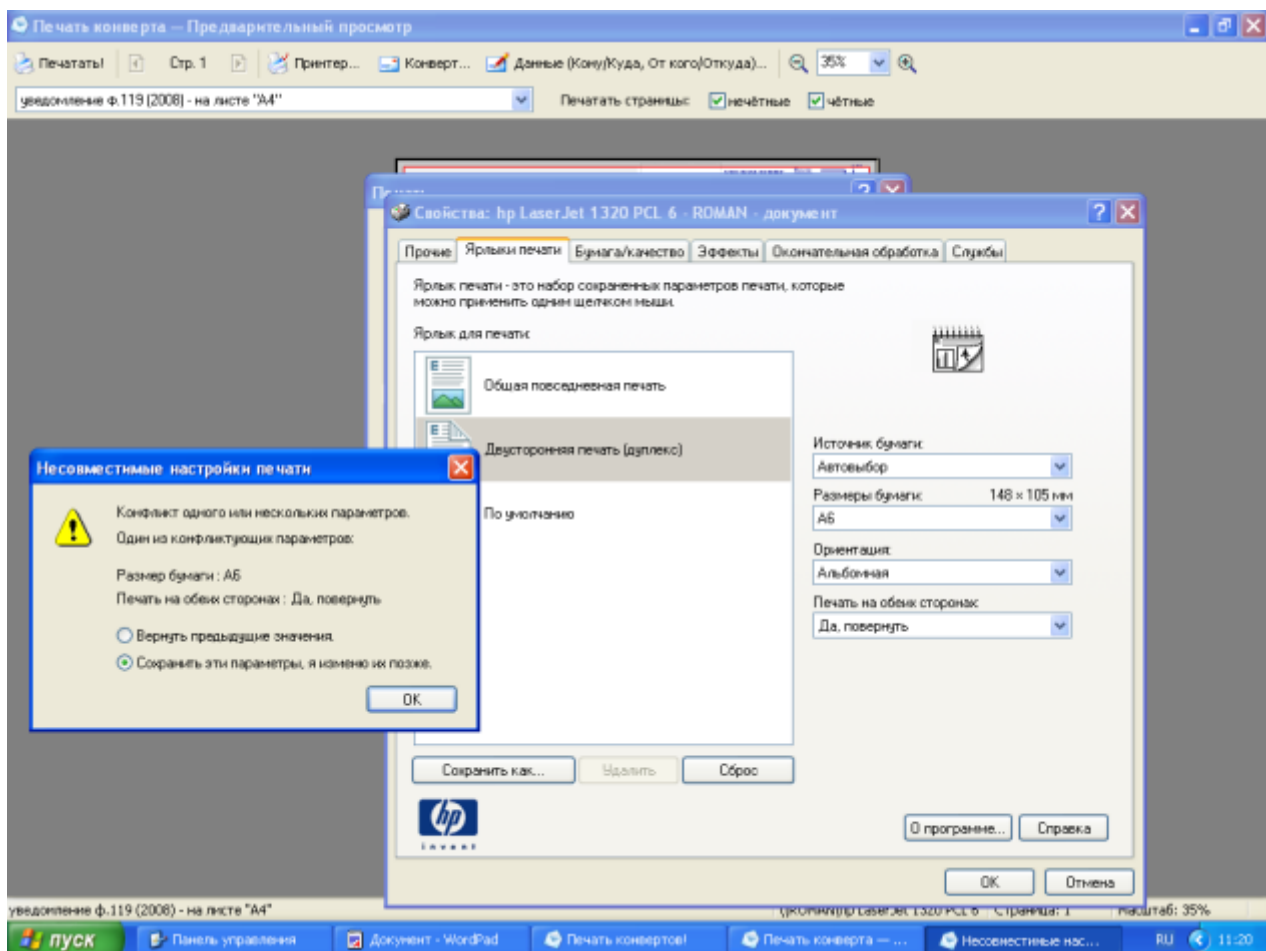 Печать конверта — Предварительный просмотр
Печатать!
Стр. 1
Принтер...
Конверт...
Данные (Кому/Куда, От кого/Откуда)...
35%
уведомление ф.119 (2008) - на листе "А4"
Печатать страницы:
нечётные
чётные
Свойства: hp LaserJet 1320 PCL 6 - ROMAN - документ
Прочие
Ярлыки печати
Бумага/качество
Эффекты
Окончательная обработка
Службы
Ярлык печати - это набор сохраненных параметров печати, которые
можно применить одним щелчком мыши.
Ярлык для печати:
Общая повседневная печать
Двусторонняя печать (дуплекс)
По умолчанию
Источник бумаги:
Автовыбор
Размеры бумаги:
148 × 105 мм
A6
Ориентация:
Альбомная
Печать на обеих сторонах:
Да, повернуть
Несовместимые настройки печати
Конфликт одного или нескольких параметров.
Один из конфликтующих параметров:
Размер бумаги : A6
Печать на обеих сторонах : Да, повернуть
Вернуть предыдущие значения.
Сохранить эти параметры, я изменю их позже.
OK
Сохранить как...
Удалить
Сброс
hp
invent
О программе...
Справка
OK
Отмена
уведомление ф.119 (2008) - на листе "А4"
Страница: 1
Масштаб: 35%
пуск
Панель управления
Документ - WordPad
Печать конвертов!
Печать конверта — ...
Несовместимые нас...
RU
11:20